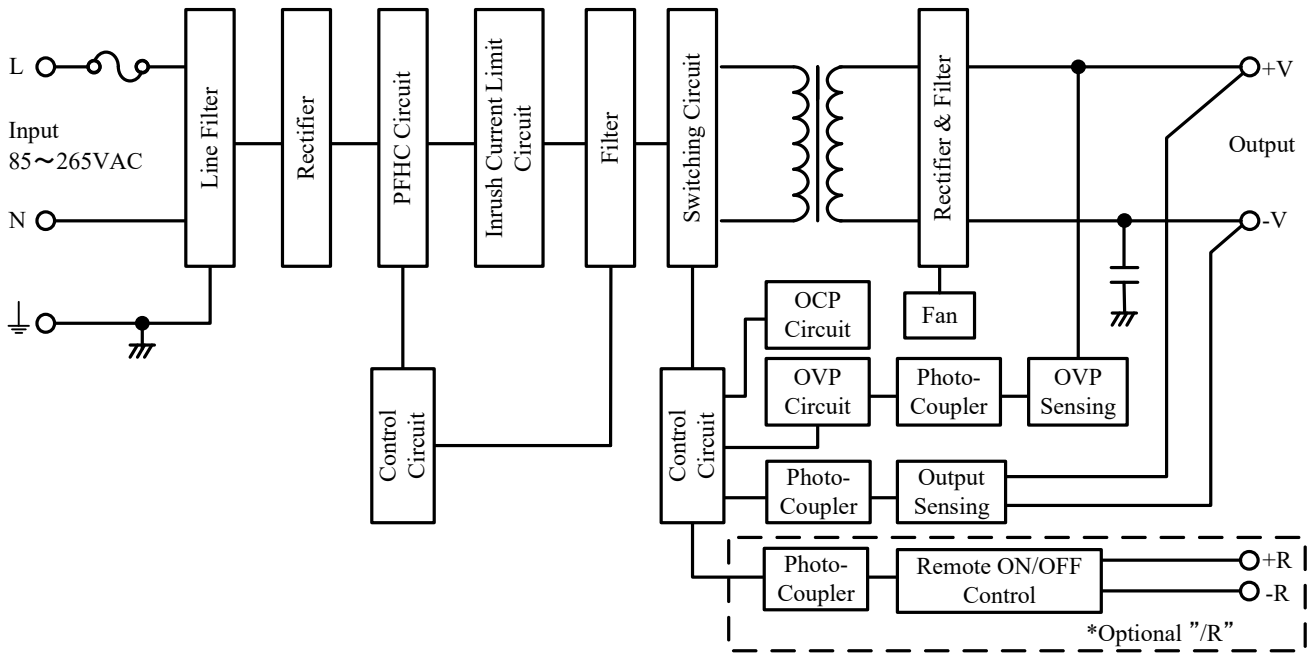 L
Input
85～265VAC
N
Line Filter
Rectifier
PFHC Circuit
Inrush Current Limit
Circuit
Filter
Switching Circuit
Rectifier & Filter
+V
Output
-V
Fan
OCP
Circuit
OVP
Circuit
Photo-
Coupler
OVP
Sensing
Control
Circuit
Control
Circuit
Photo-
Coupler
Output
Sensing
Photo-
Coupler
Remote ON/OFF
Control
+R
-R
*Optional ”/R”